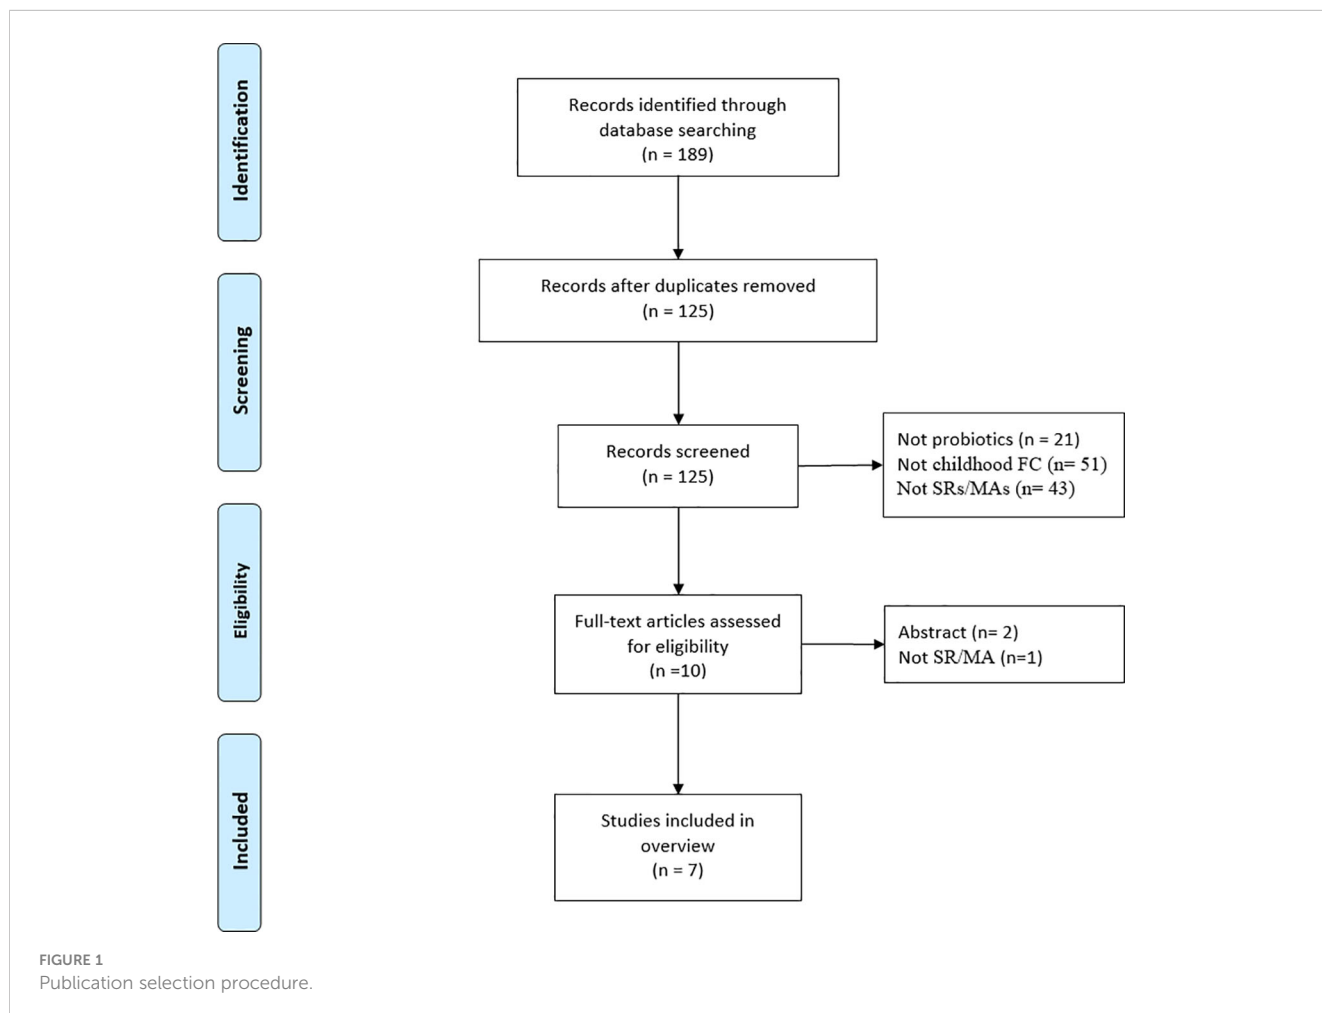 Identification
Records identified through
database searching
(n = 189)
Records after duplicates removed
(n = 125)
Screening
Records screened
(n = 125)
Not probiotics (n = 21)
Not childhood FC (n= 51)
Not SRs/MAs (n= 43)
Eligibility
Full-text articles assessed
for eligibility
(n =10)
Abstract (n= 2)
Not SR/MA (n=1)
Included
Studies included in
overview
(n = 7)
FIGURE 1
Publication selection procedure.